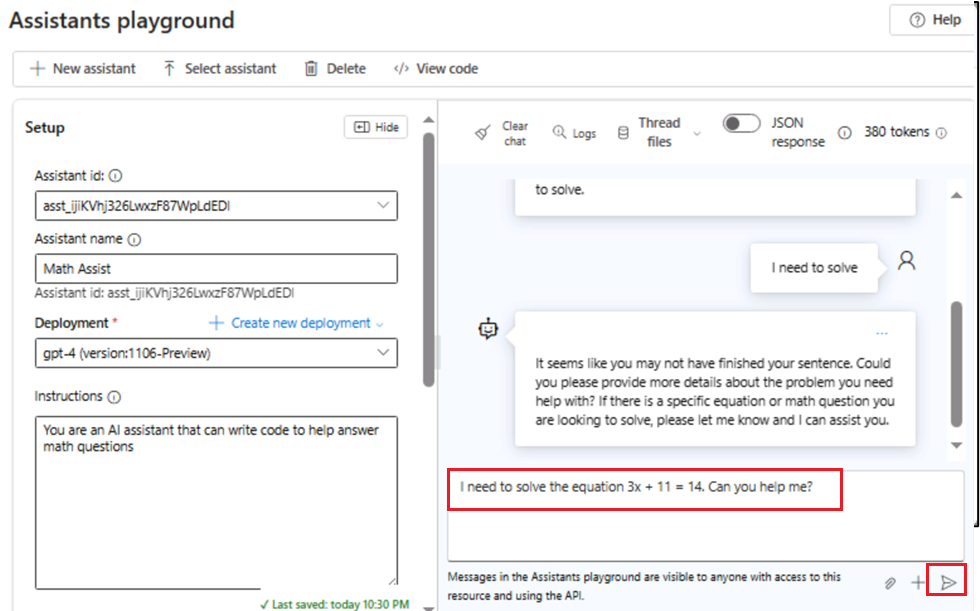 Assistants playground
Help
New assistant
Select assistant
Delete
View code
Setup
Hide
Assistant id:
asst_ijiKVhj326LwxzF87WpLdEDI
Assistant name
Math Assist
Assistant id: asst_ijiKVhj326LwxzF87WpLdEDI
Deployment *
Create new deployment
gpt-4 (version:1106-Preview)
Instructions
You are an AI assistant that can write code to help answer
math questions
Last saved: today 10:30 PM
Clear
chat
Logs
Thread
files
JSON
response
380 tokens
to solve.
I need to solve
It seems like you may not have finished your sentence. Could
you please provide more details about the problem you need
help with? If there is a specific equation or math question you
are looking to solve, please let me know and I can assist you.
I need to solve the equation 3x + 11 = 14. Can you help me?
Messages in the Assistants playground are visible to anyone with access to this
resource and using the API.